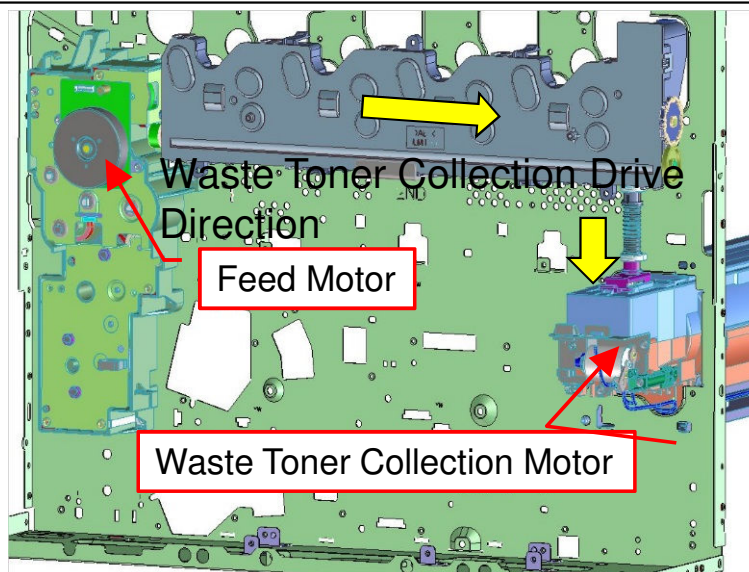 Waste Toner Collection Drive
Direction
Feed Motor
Waste Toner Collection Motor